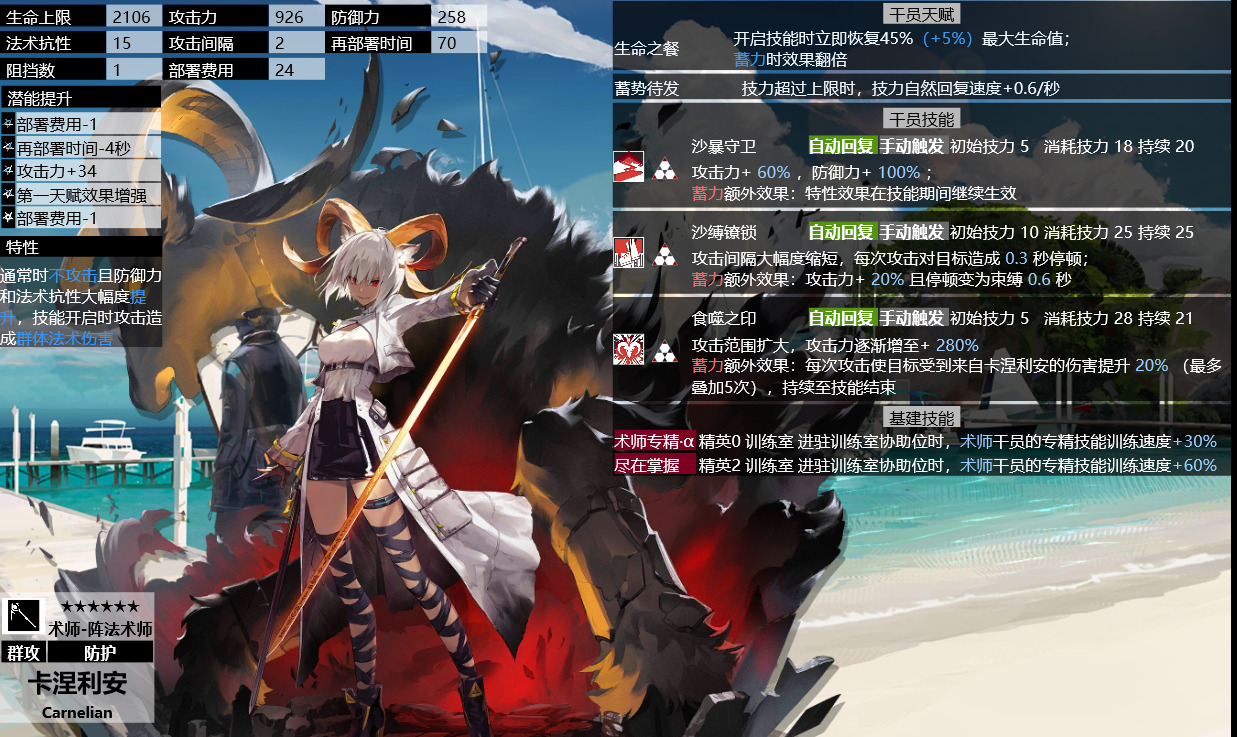 生命上限 2106 攻击力 926 防御力 258
法术抗性 15 攻击间隔 2 再部署时间 70
阻挡数 1 部署费用 24
潜能提升
部署费用-1
再部署时间-4秒
攻击力+34
第一天赋效果增强
部署费用-1
特性
通常时不攻击且防御力
和法术抗性大幅度提
升，技能开启时攻击造
成群体法术伤害
★★★★★★
术师-阵法术师
群攻 防护
卡涅利安
Carnelian
干员天赋
生命之餐 开启技能时立即恢复45%（+5%）最大生命值；
蓄力时效果翻倍
蓄势待发 技力超过上限时，技力自然回复速度+0.6/秒
干员技能
沙暴守卫 自动回复 手动触发 初始技力 5 消耗技力 18 持续 20
攻击力+ 60% ，防御力+ 100% ；
蓄力额外效果：特性效果在技能期间继续生效
沙缚镣锁 自动回复 手动触发 初始技力 10 消耗技力 25 持续 25
攻击间隔大幅度缩短，每次攻击对目标造成 0.3 秒停顿；
蓄力额外效果：攻击力+ 20% 且停顿变为束缚 0.6 秒
食噬之印 自动回复 手动触发 初始技力 5 消耗技力 28 持续 21
攻击范围扩大，攻击力逐渐增至+ 280%
蓄力额外效果：每次攻击使目标受到来自卡涅利安的伤害提升 20% （最多
叠加5次），持续至技能结束
基建技能
术师专精·α 精英0 训练室 进驻训练室协助位时，术师干员的专精技能训练速度+30%
尽在掌握 精英2 训练室 进驻训练室协助位时，术师干员的专精技能训练速度+60%